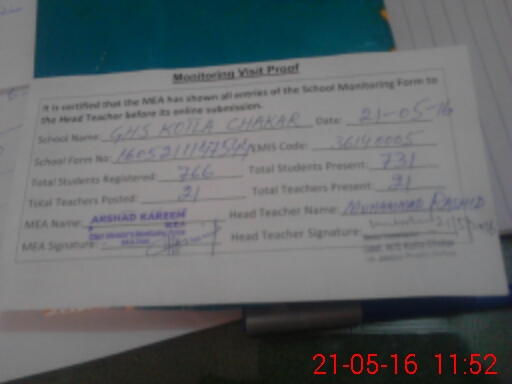 Monitoring Visit Proof
It is certified that the MEA has shown all entries of the School Monitoring Form to
the Head Teacher before its online submission.
School Name: GHS KOTLA CHAKAR Date: 21-05-16
School Form No: EMIS Code: 36140005
Total Students Registered: 766 Total Students Present: 731
Total Teachers Posted: 21 Total Teachers Present: 21
MEA Name: ARSHAD KAREEM Head Teacher Name: MUHAMMAD RASHID
MEA
MEA Signature: Head Teacher Signature:
21-05-16 11:52